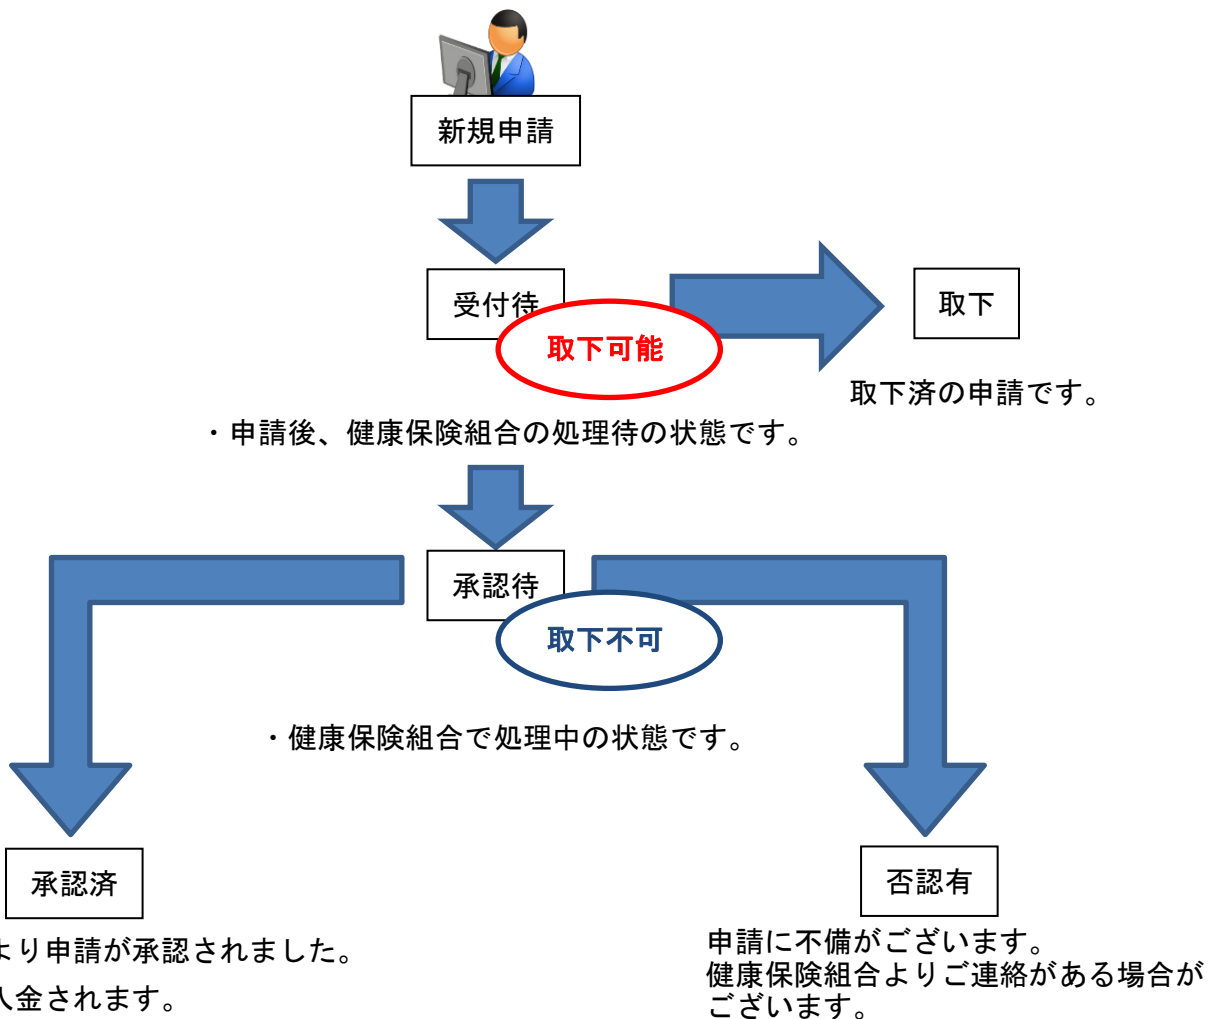 新規申請
受付待
取下可能
取下
取下済の申請です。
・申請後、健康保険組合の処理待の状態です。
承認待
取下不可
・健康保険組合で処理中の状態です。
承認済
より申請が承認されました。
入金されます。
否認有
申請に不備がございます。
健康保険組合よりご連絡がある場合が
ございます。